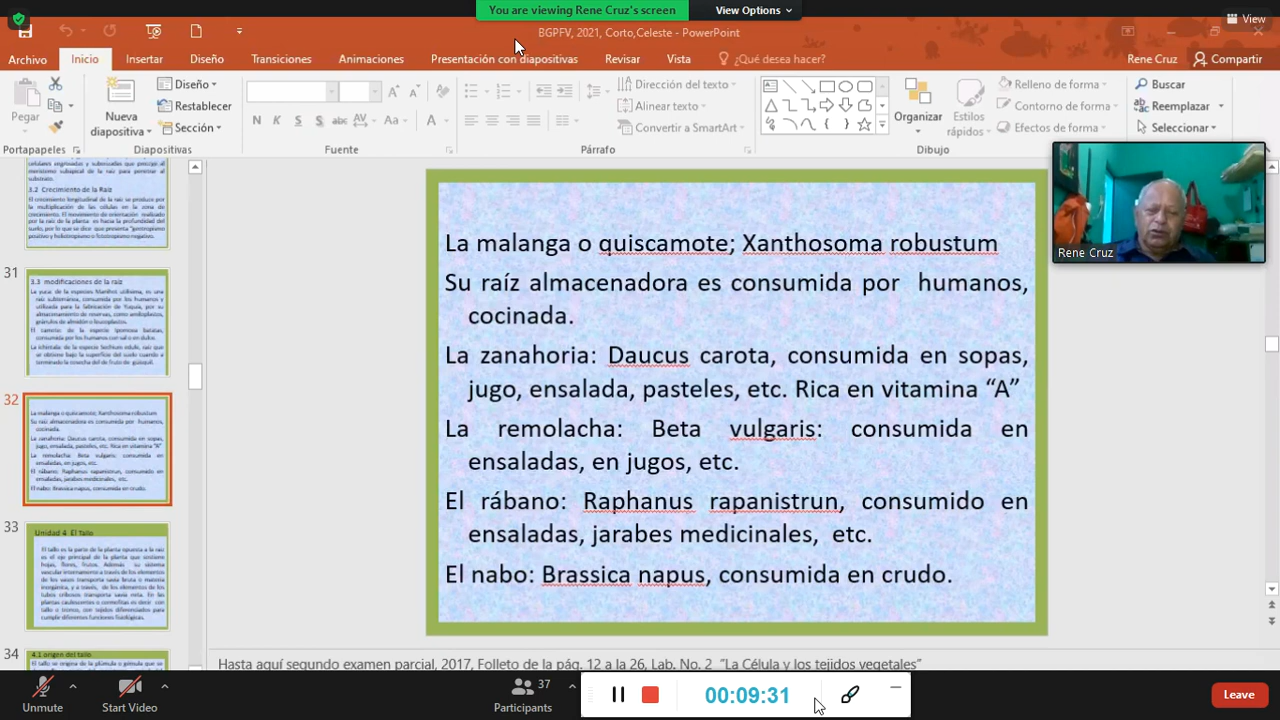 You are viewing Rene Cruz's screen
View Options
View
BGPFV, 2021, Corto,Celeste - PowerPoint
Archivo Inicio Insertar Diseño Transiciones Animaciones Presentación con diapositivas Revisar Vista ¿Qué desea hacer? Rene Cruz Compartir
Pegar
Nueva diapositiva
Diseño
Restablecer
Sección
N K S S abc AV Aa A
Dirección del texto
Alinear texto
Convertir a SmartArt
Organizar
Estilos rápidos
Relleno de forma
Contorno de forma
Efectos de forma
Buscar
Reemplazar
Seleccionar
Portapapeles Diapositivas Fuente Párrafo Dibujo
3.2 Crecimiento de la Raíz
31
3.3 modificaciones de la raíz
32
33
Unidad 4 El Tallo
34
4.1 origen del tallo
La malanga o quiscamote; Xanthosoma robustum
Su raíz almacenadora es consumida por humanos,
cocinada.
La zanahoria: Daucus carota, consumida en sopas,
jugo, ensalada, pasteles, etc. Rica en vitamina “A”
La remolacha: Beta vulgaris: consumida en
ensaladas, en jugos, etc.
El rábano: Raphanus rapanistrun, consumido en
ensaladas, jarabes medicinales, etc.
El nabo: Brassica napus, consumida en crudo.
Rene Cruz
Hasta aquí segundo examen parcial, 2017, Folleto de la pág. 12 a la 26, Lab. No. 2 "La Célula y los tejidos vegetales"
Unmute
Start Video
37
Participants
00:09:31
Leave